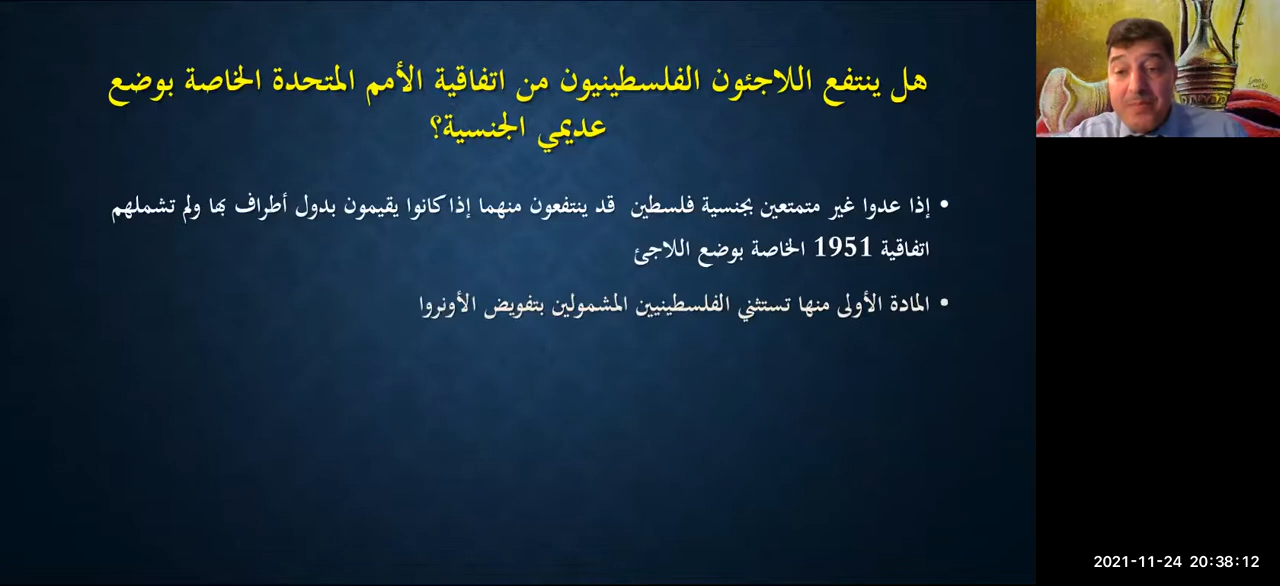 هل ينتفع اللاجئون الفلسطينيون من اتفاقية الأمم المتحدة الخاصة بوضع
عديمي الجنسية؟
• إذا عدوا غير متمتعين بجنسية فلسطين قد ينتفعون منهما إذا كانوا يقيمون بدول أطراف بها ولم تشملهم
اتفاقية 1951 الخاصة بوضع اللاجئ
• المادة الأولى منها تستثني الفلسطينيين المشمولين بتفويض الأونروا
2021-11-24 20:38:12